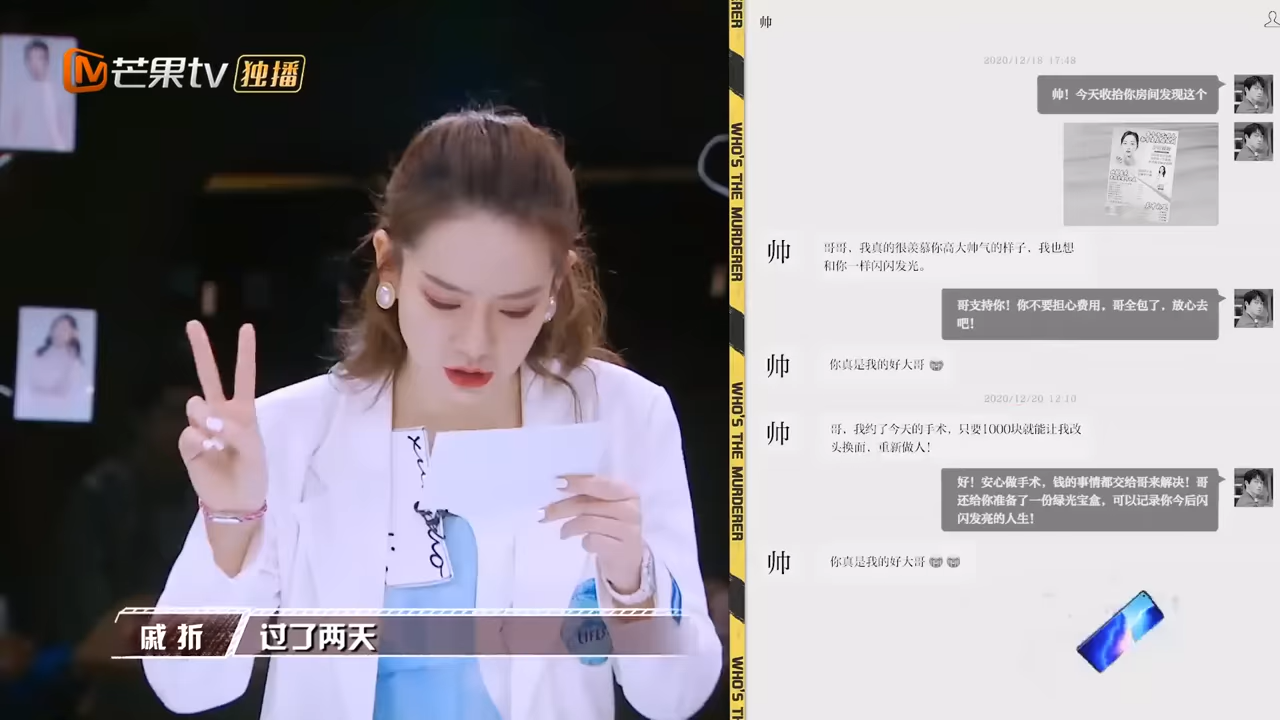 芒果tv 独播
戚折
过了两天
WHO'S THE MURDERER
WHO'S THE MURDERER
WHO'S TH
帅
2020/12/18 17:48
帅！今天收拾你房间发现这个
帅
哥哥、我真的很羡慕你高大帅气的样子、我也想
和你一样闪闪发光。
哥支持你！你不要担心费用，哥全包了，放心去
吧！
帅
你真是我的好大哥
2020/12/20 12:10
帅
哥、我约了今天的手术、只要1000块就能让我改
头换面、重新做人！
好！安心做手术，钱的事情都交给哥来解决！哥
还给你准备了一份绿光宝盒，可以记录你今后闪
闪发亮的人生！
帅
你真是我的好大哥